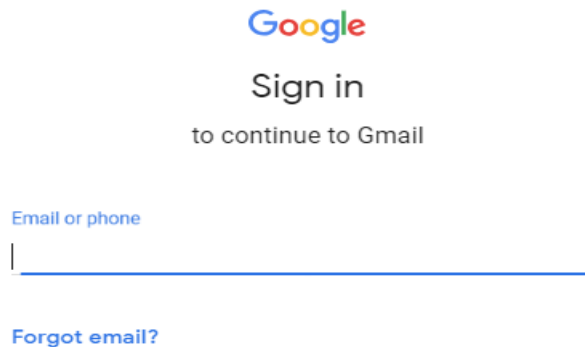 Google
Sign in
to continue to Gmail
Email or phone
Forgot email?